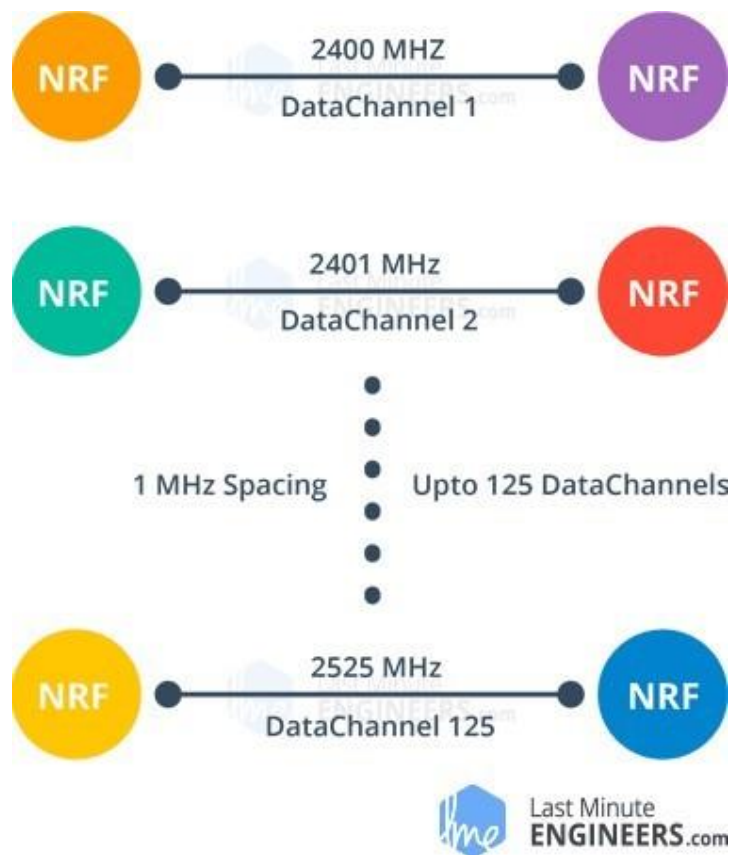 NRF 2400 MHZ NRF
DataChannel 1
NRF 2401 MHz NRF
DataChannel 2
1 MHz Spacing Upto 125 DataChannels
NRF 2525 MHz NRF
DataChannel 125
Last Minute
ENGINEERS.com